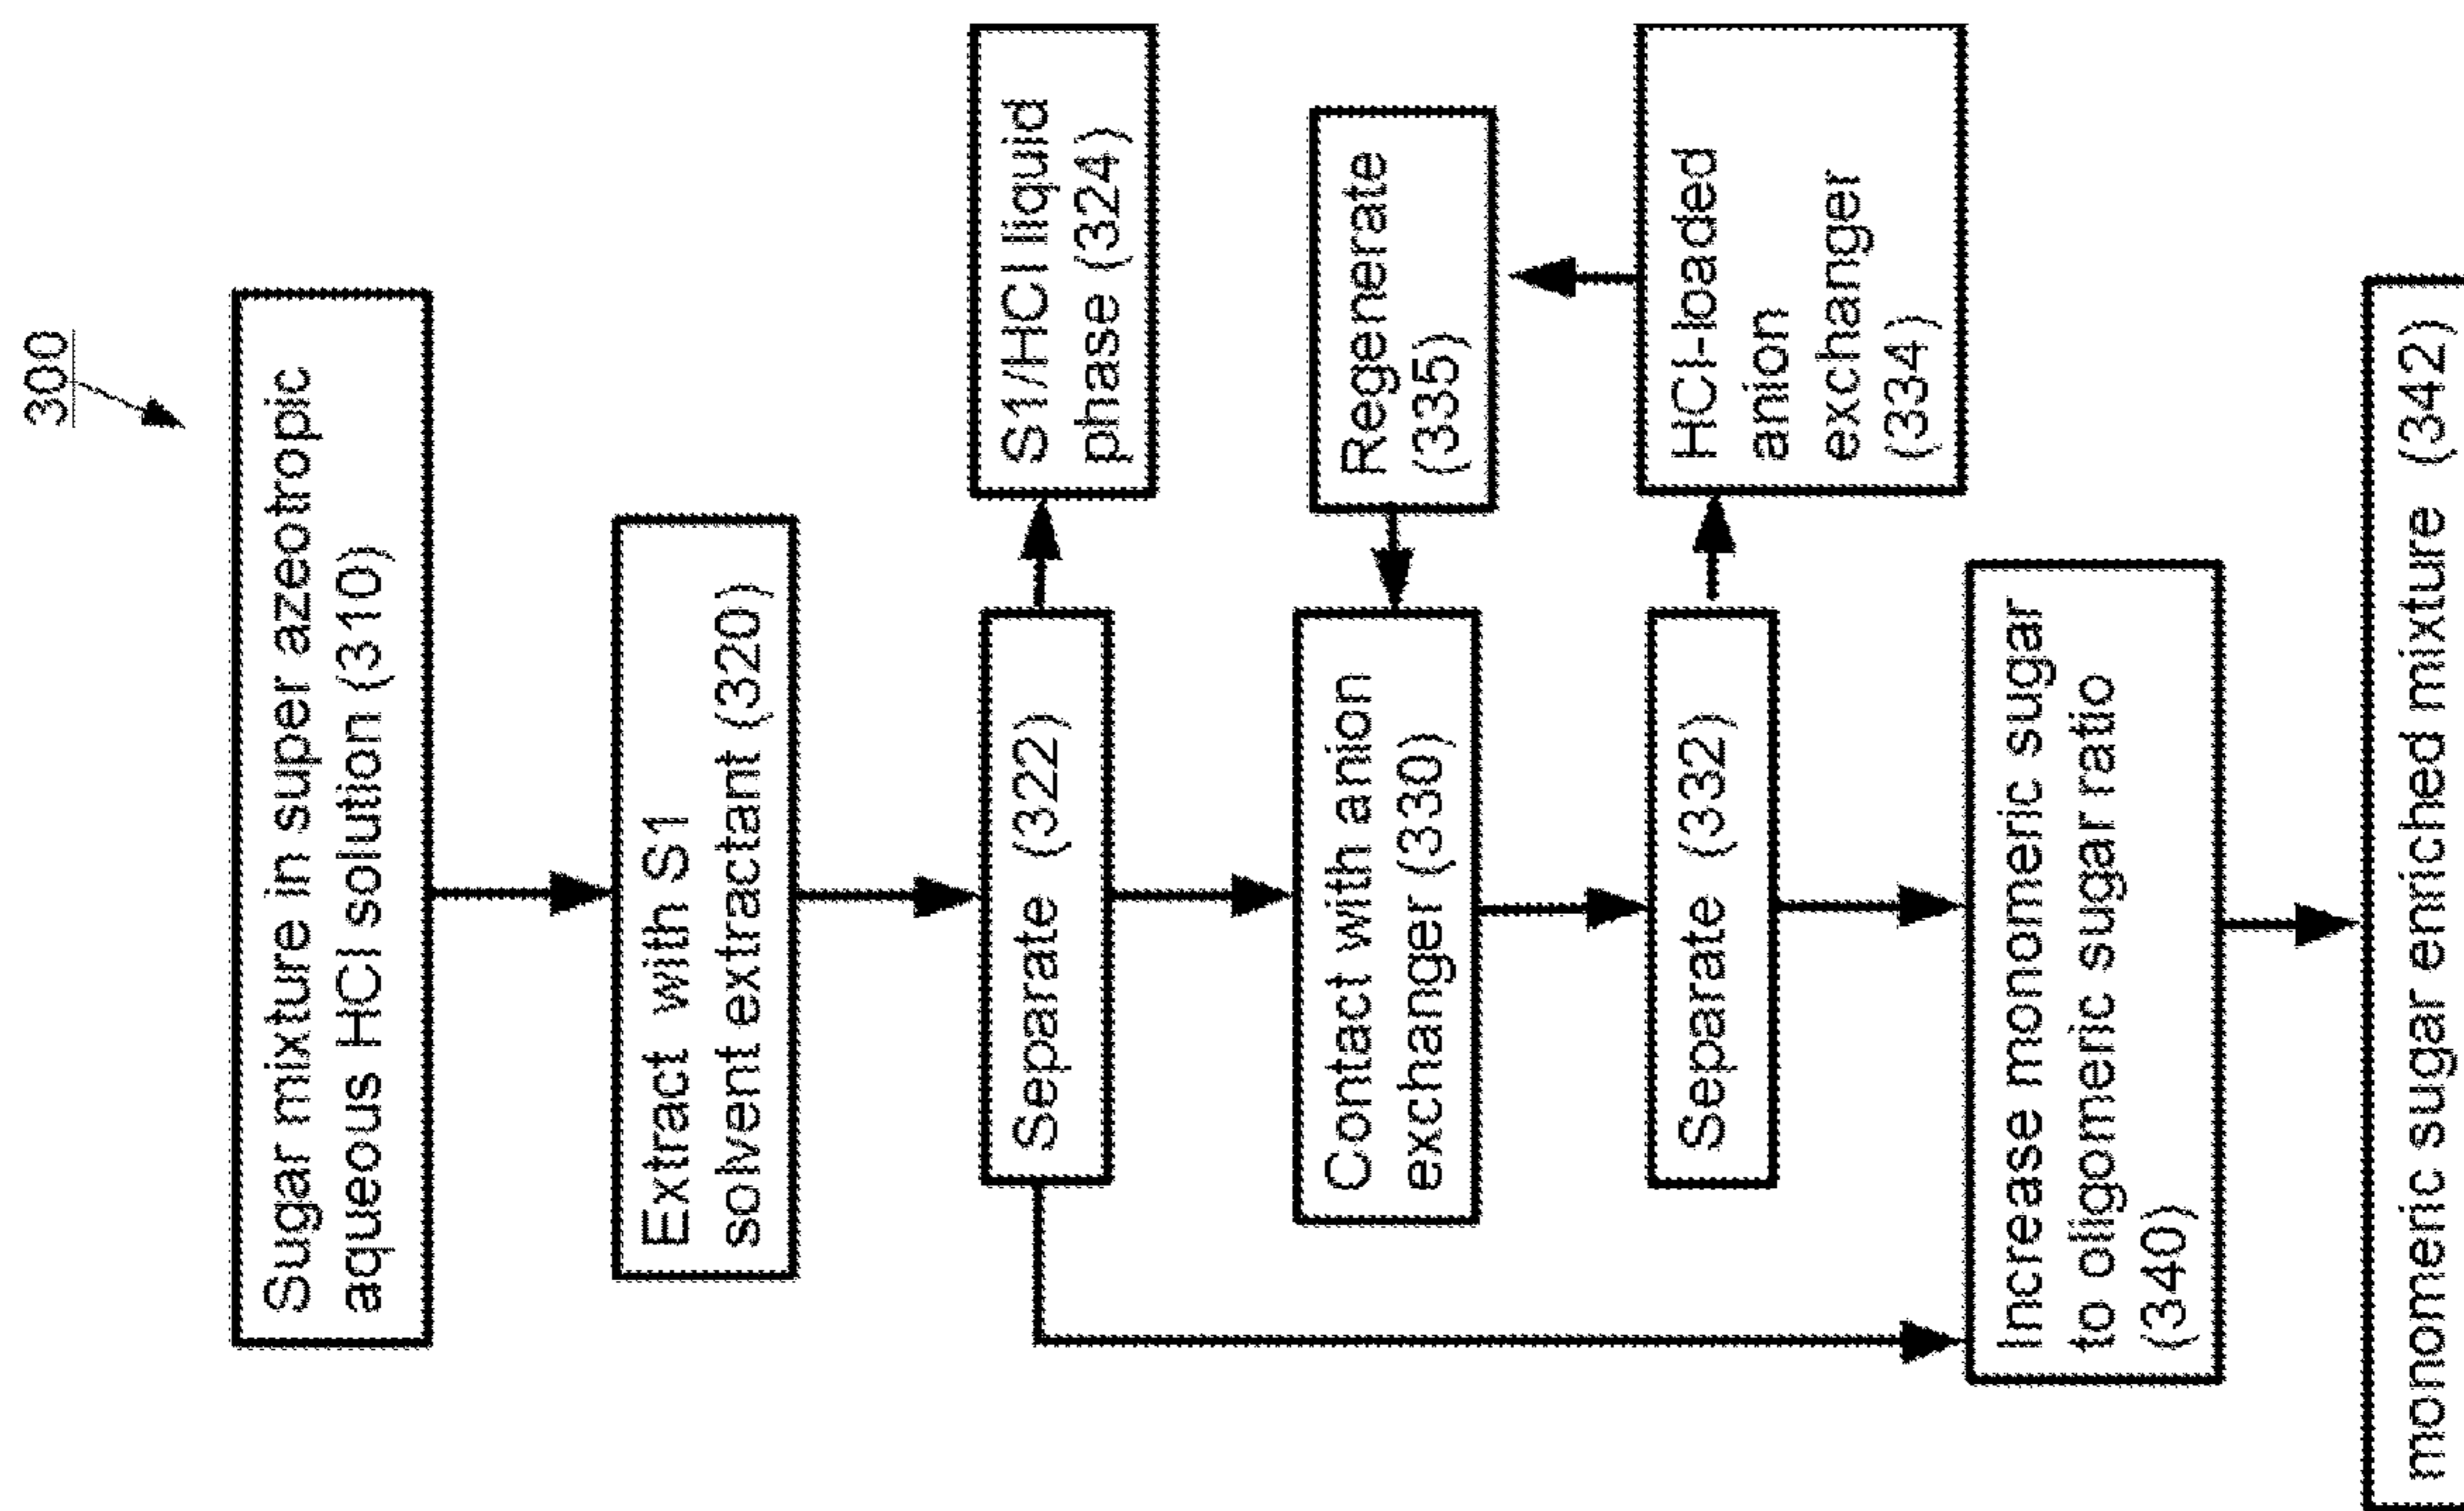 300
Sugar mixture in super azeotropic
aqueous HCl solution (310)
Extract with S1
solvent extractant (320)
Separate (322)
S1/HCl liquid
phase (324)
Contact with anion
exchanger (330)
Regenerate
(335)
Separate (332)
HCl-loaded
anion
exchanger
(334)
Increase monomeric sugar
to oligomeric sugar ratio
(340)
monomeric sugar enriched mixture (342)